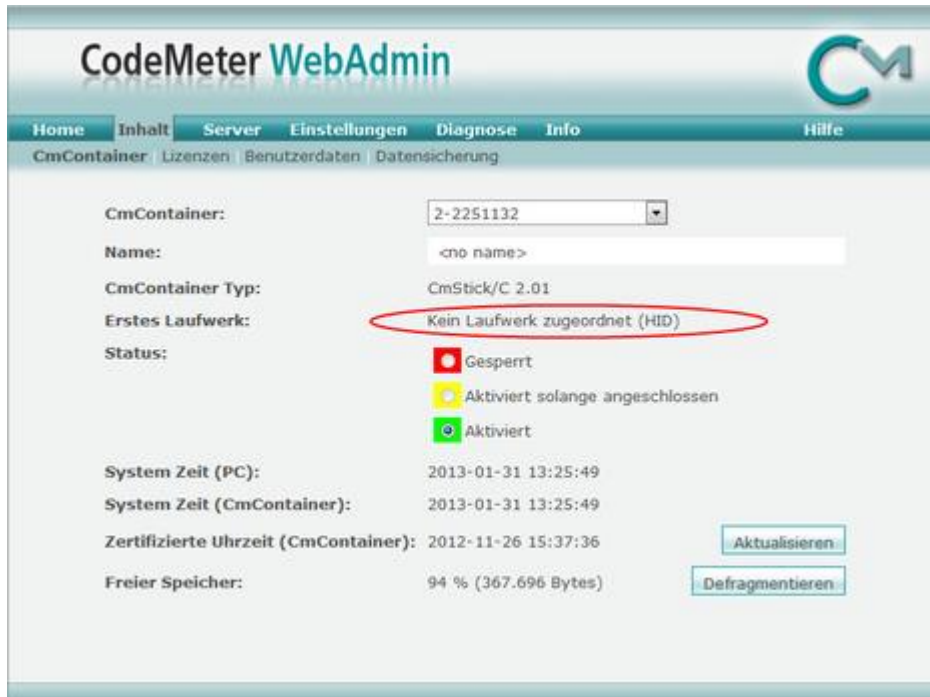 CodeMeter WebAdmin
CM
Home Inhalt Server Einstellungen Diagnose Info Hilfe
CmContainer Lizenzen Benutzerdaten Datensicherung
CmContainer: 2-2251132
Name: <no name>
CmContainer Typ: CmStick/C 2.01
Erstes Laufwerk: Kein Laufwerk zugeordnet (HID)
Status: Gesperrt
Aktiviert solange angeschlossen
Aktiviert
System Zeit (PC): 2013-01-31 13:25:49
System Zeit (CmContainer): 2013-01-31 13:25:49
Zertifizierte Uhrzeit (CmContainer): 2012-11-26 15:37:36 Aktualisieren
Freier Speicher: 94 % (367.696 Bytes) Defragmentieren